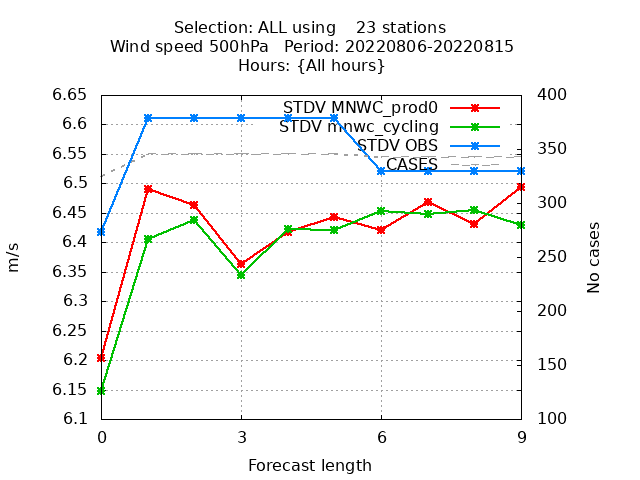 Selection: ALL using    23 stations
Wind speed 500hPa   Period: 20220806-20220815
Hours: {All hours}
6.65
6.6
6.55
6.5
6.45
6.4
6.35
6.3
6.25
6.2
6.15
6.1
m/s
STDV MNWC_prod0
STDV mnwc_cycling
STDV OBS
CASES
400
350
300
250
200
150
100
No cases
0
3
6
9
Forecast length